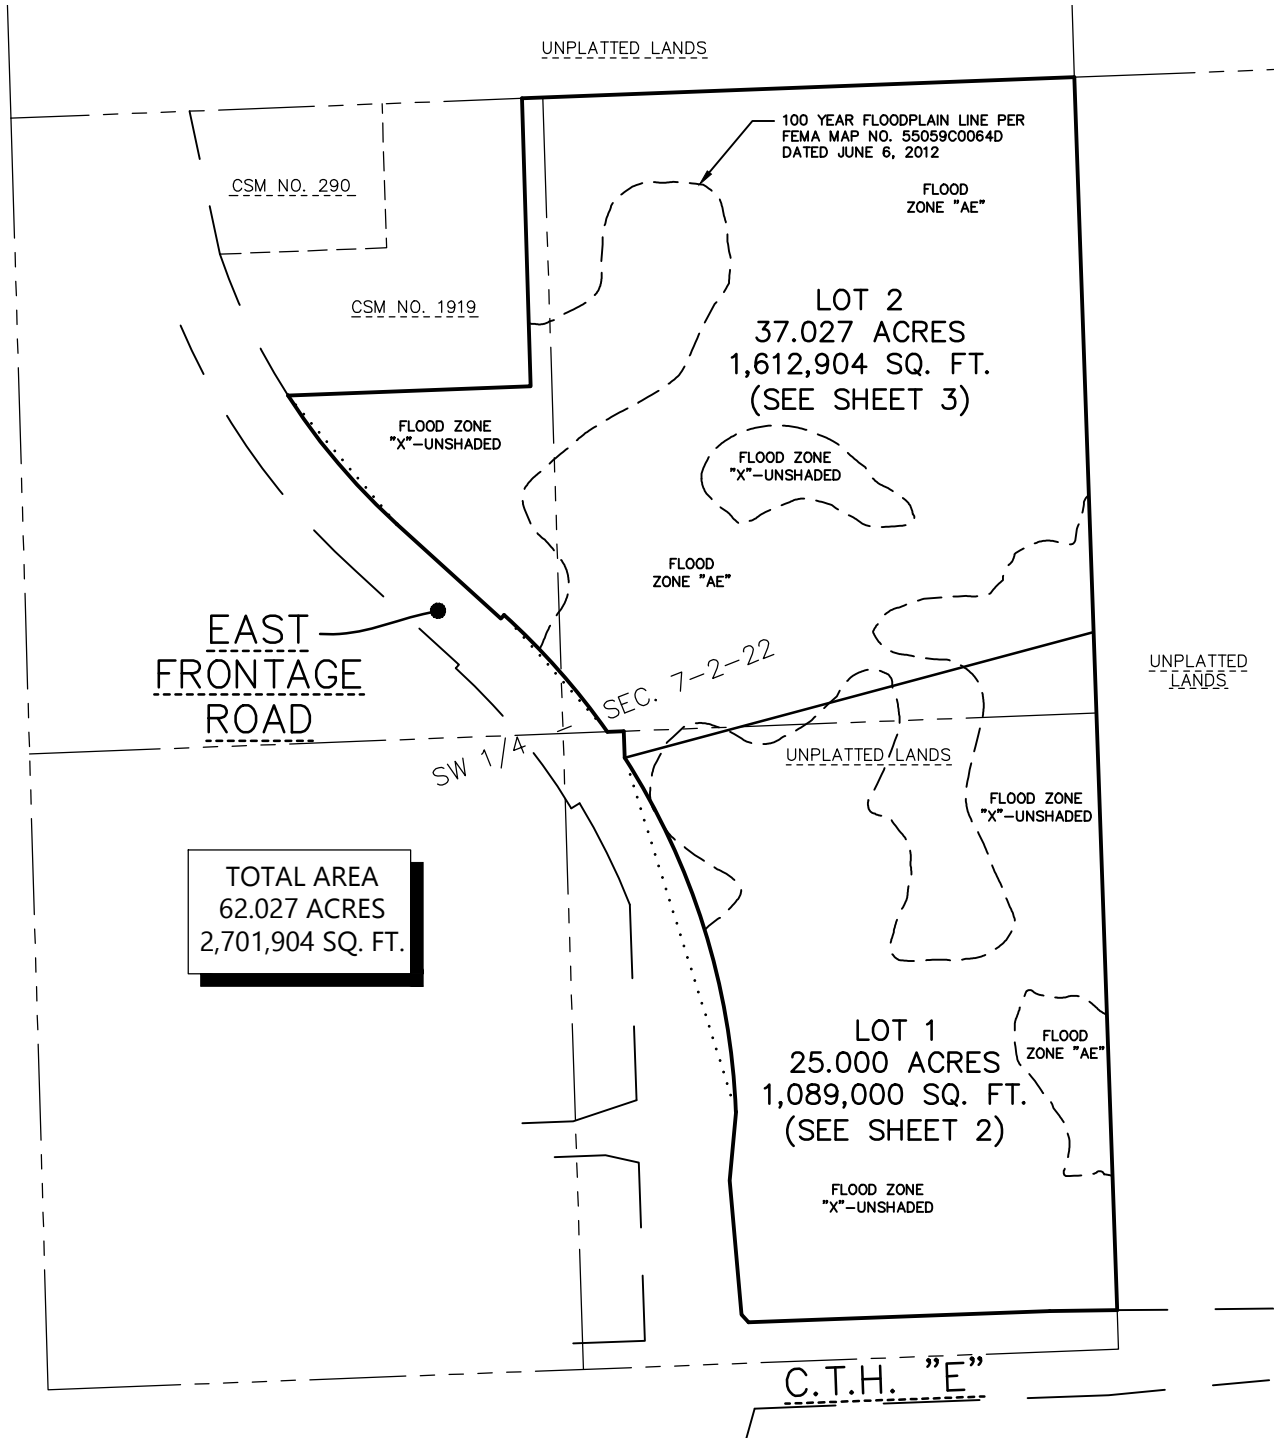 UNPLATTED LANDS
100 YEAR FLOODPLAIN LINE PER
FEMA MAP NO. 55059C0064D
DATED JUNE 6, 2012
CSM NO. 290
FLOOD
ZONE "AE"
CSM NO. 1919
LOT 2
37.027 ACRES
1,612,904 SQ. FT.
(SEE SHEET 3)
FLOOD ZONE
"X"-UNSHADED
FLOOD ZONE
"X"-UNSHADED
FLOOD
ZONE "AE"
EAST
FRONTAGE
ROAD
SW 1/4 SEC. 7-2-22
UNPLATTED
LANDS
UNPLATTED LANDS
FLOOD ZONE
"X"-UNSHADED
TOTAL AREA
62.027 ACRES
2,701,904 SQ. FT.
LOT 1
25.000 ACRES
1,089,000 SQ. FT.
(SEE SHEET 2)
FLOOD
ZONE "AE"
FLOOD ZONE
"X"-UNSHADED
C.T.H. "E"